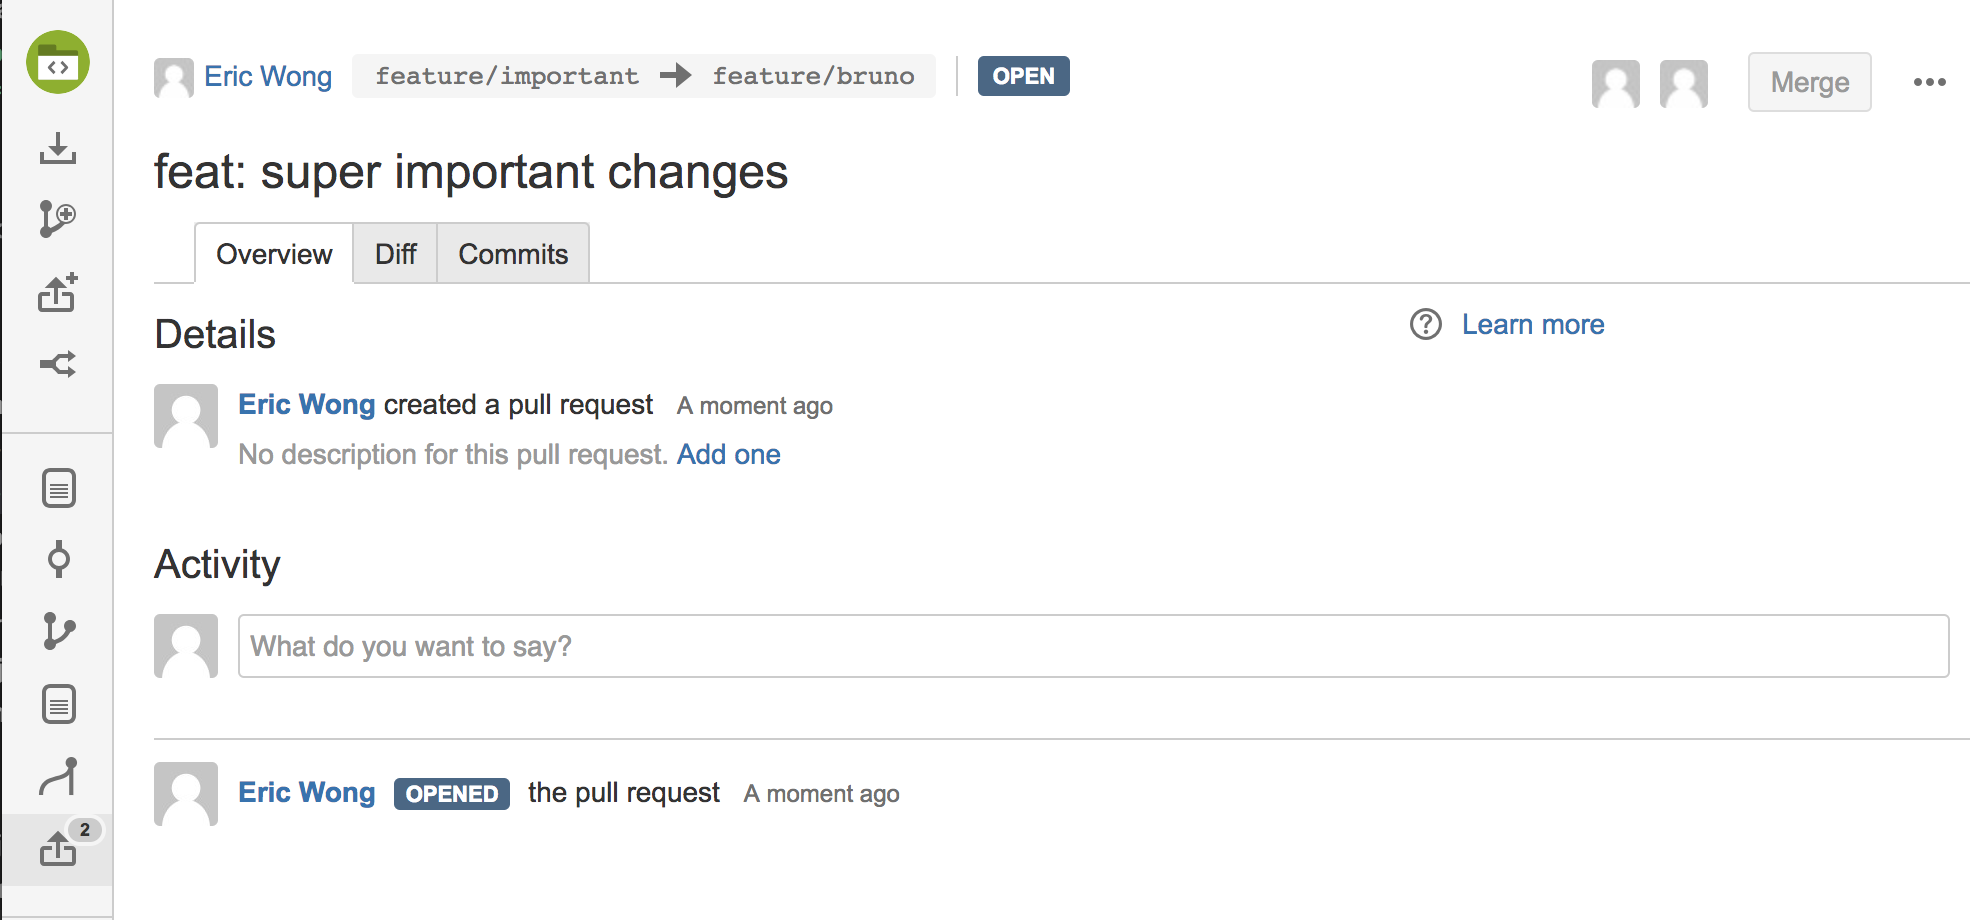 Eric Wong feature/important → feature/bruno OPEN Merge
feat: super important changes
Overview Diff Commits
Details
? Learn more
Eric Wong created a pull request A moment ago
No description for this pull request. Add one
Activity
What do you want to say?
Eric Wong OPENED the pull request A moment ago
2